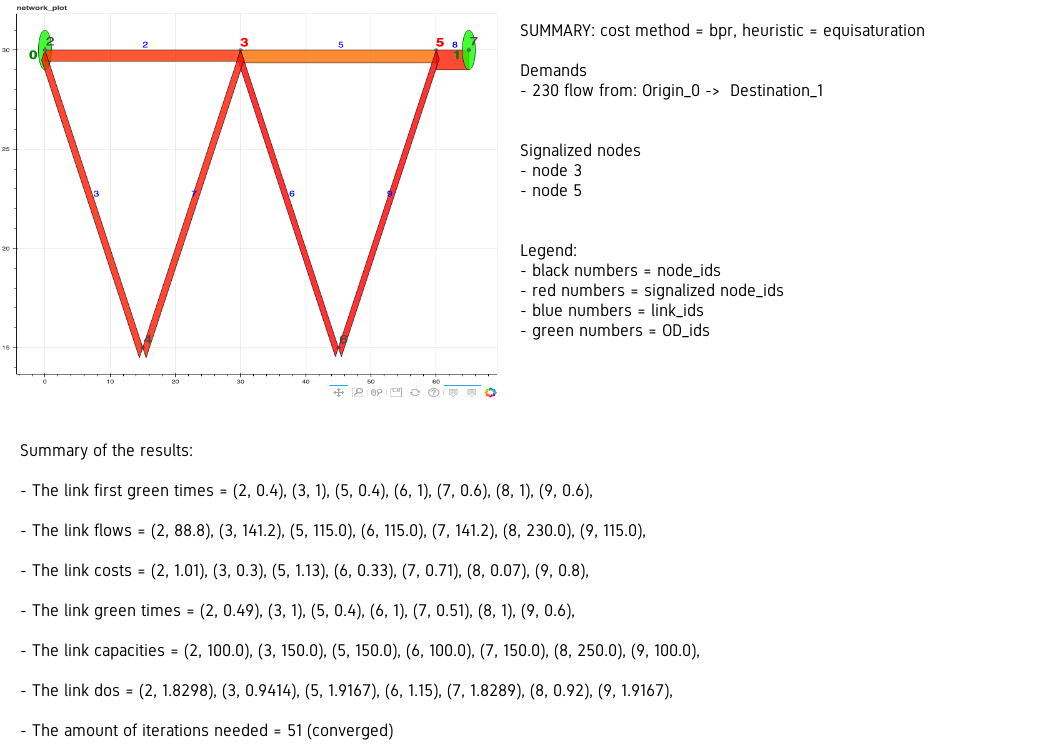 network_plot
SUMMARY: cost method = bpr, heuristic = equisaturation
Demands
- 230 flow from: Origin_0 -> Destination_1
Signalized nodes
- node 3
- node 5
Legend:
- black numbers = node_ids
- red numbers = signalized node_ids
- blue numbers = link_ids
- green numbers = OD_ids
2 2 3 5 5 8 7
30 0 1
25
3 7 6 9
20
15 4 6
0 10 20 30 40 50 60
Summary of the results:
- The link first green times = (2, 0.4), (3, 1), (5, 0.4), (6, 1), (7, 0.6), (8, 1), (9, 0.6),
- The link flows = (2, 88.8), (3, 141.2), (5, 115.0), (6, 115.0), (7, 141.2), (8, 230.0), (9, 115.0),
- The link costs = (2, 1.01), (3, 0.3), (5, 1.13), (6, 0.33), (7, 0.71), (8, 0.07), (9, 0.8),
- The link green times = (2, 0.49), (3, 1), (5, 0.4), (6, 1), (7, 0.51), (8, 1), (9, 0.6),
- The link capacities = (2, 100.0), (3, 150.0), (5, 150.0), (6, 100.0), (7, 150.0), (8, 250.0), (9, 100.0),
- The link dos = (2, 1.8298), (3, 0.9414), (5, 1.9167), (6, 1.15), (7, 1.8289), (8, 0.92), (9, 1.9167),
- The amount of iterations needed = 51 (converged)